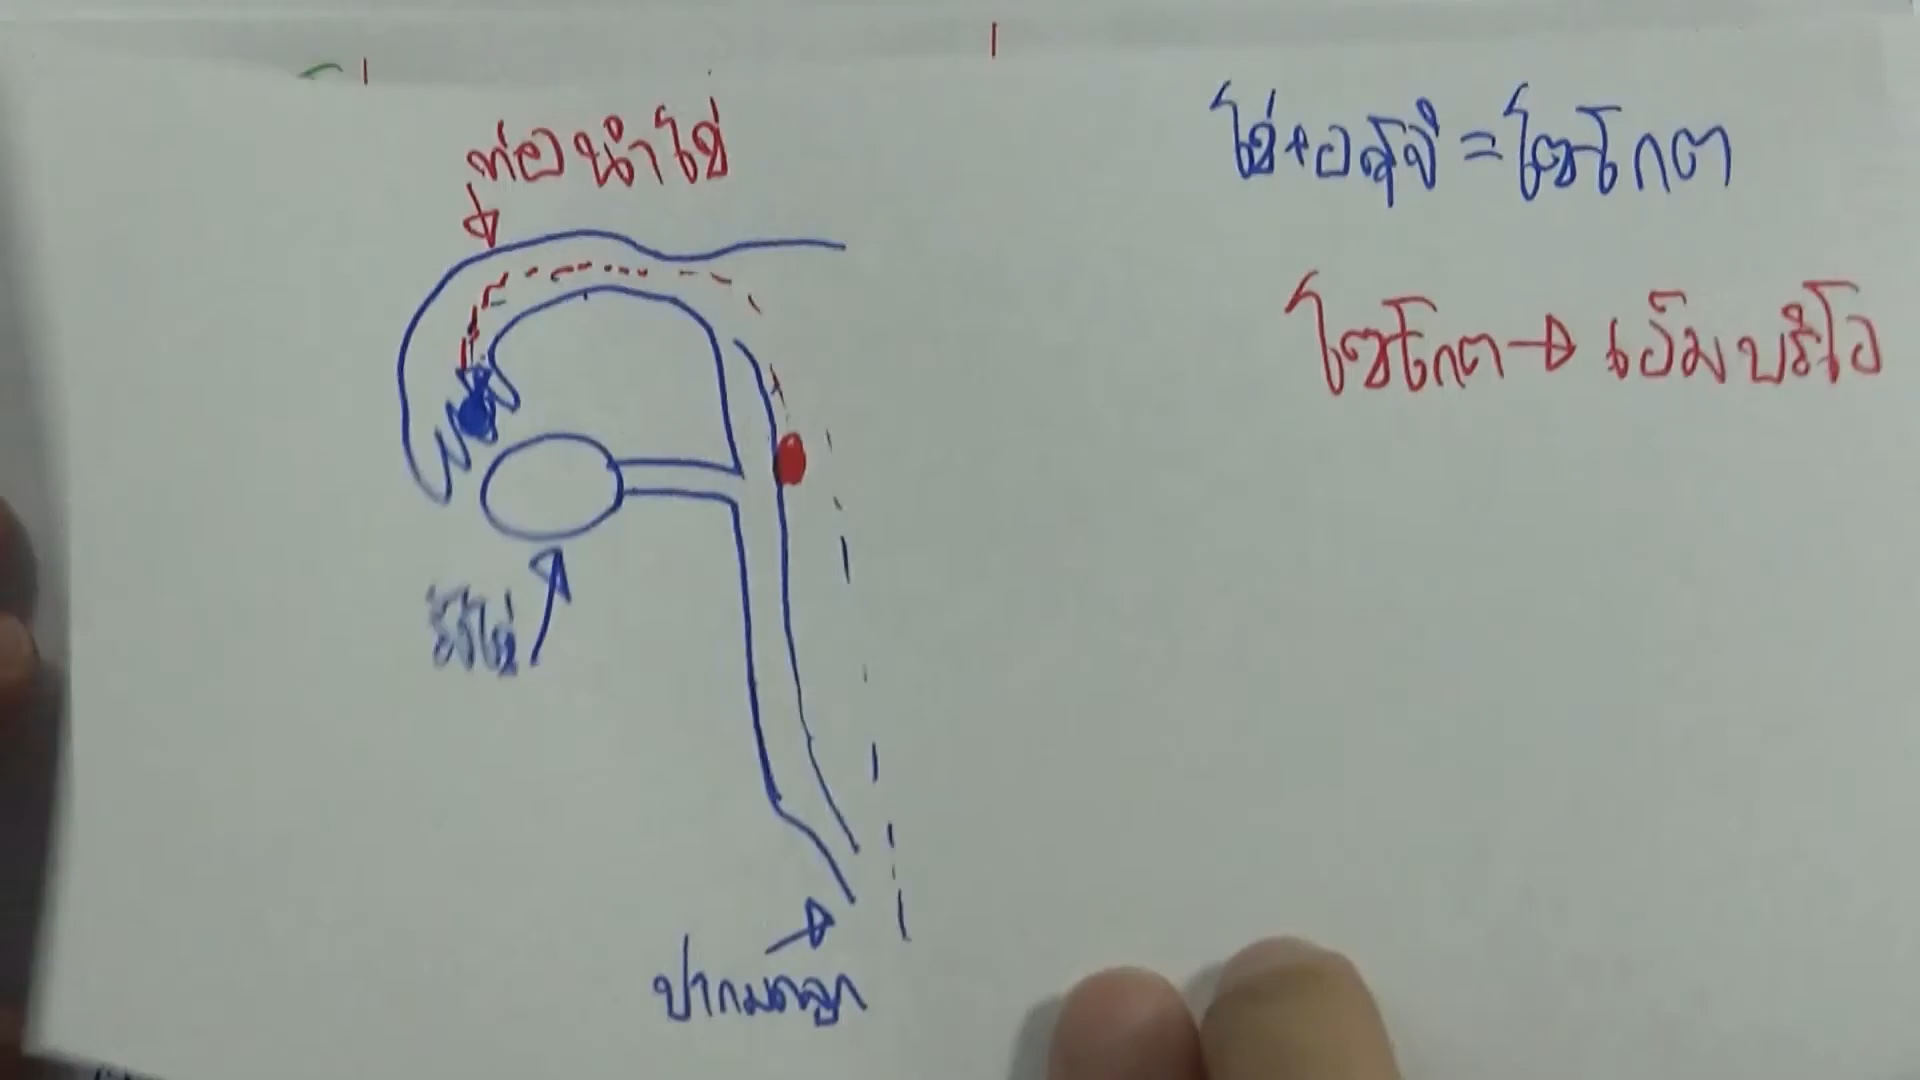 ท่อนำไข่
ไข่+อสุจิ=ไซโกต
ไซโกต→เอ็มบริโอ
รังไข่
ปากมดลูก